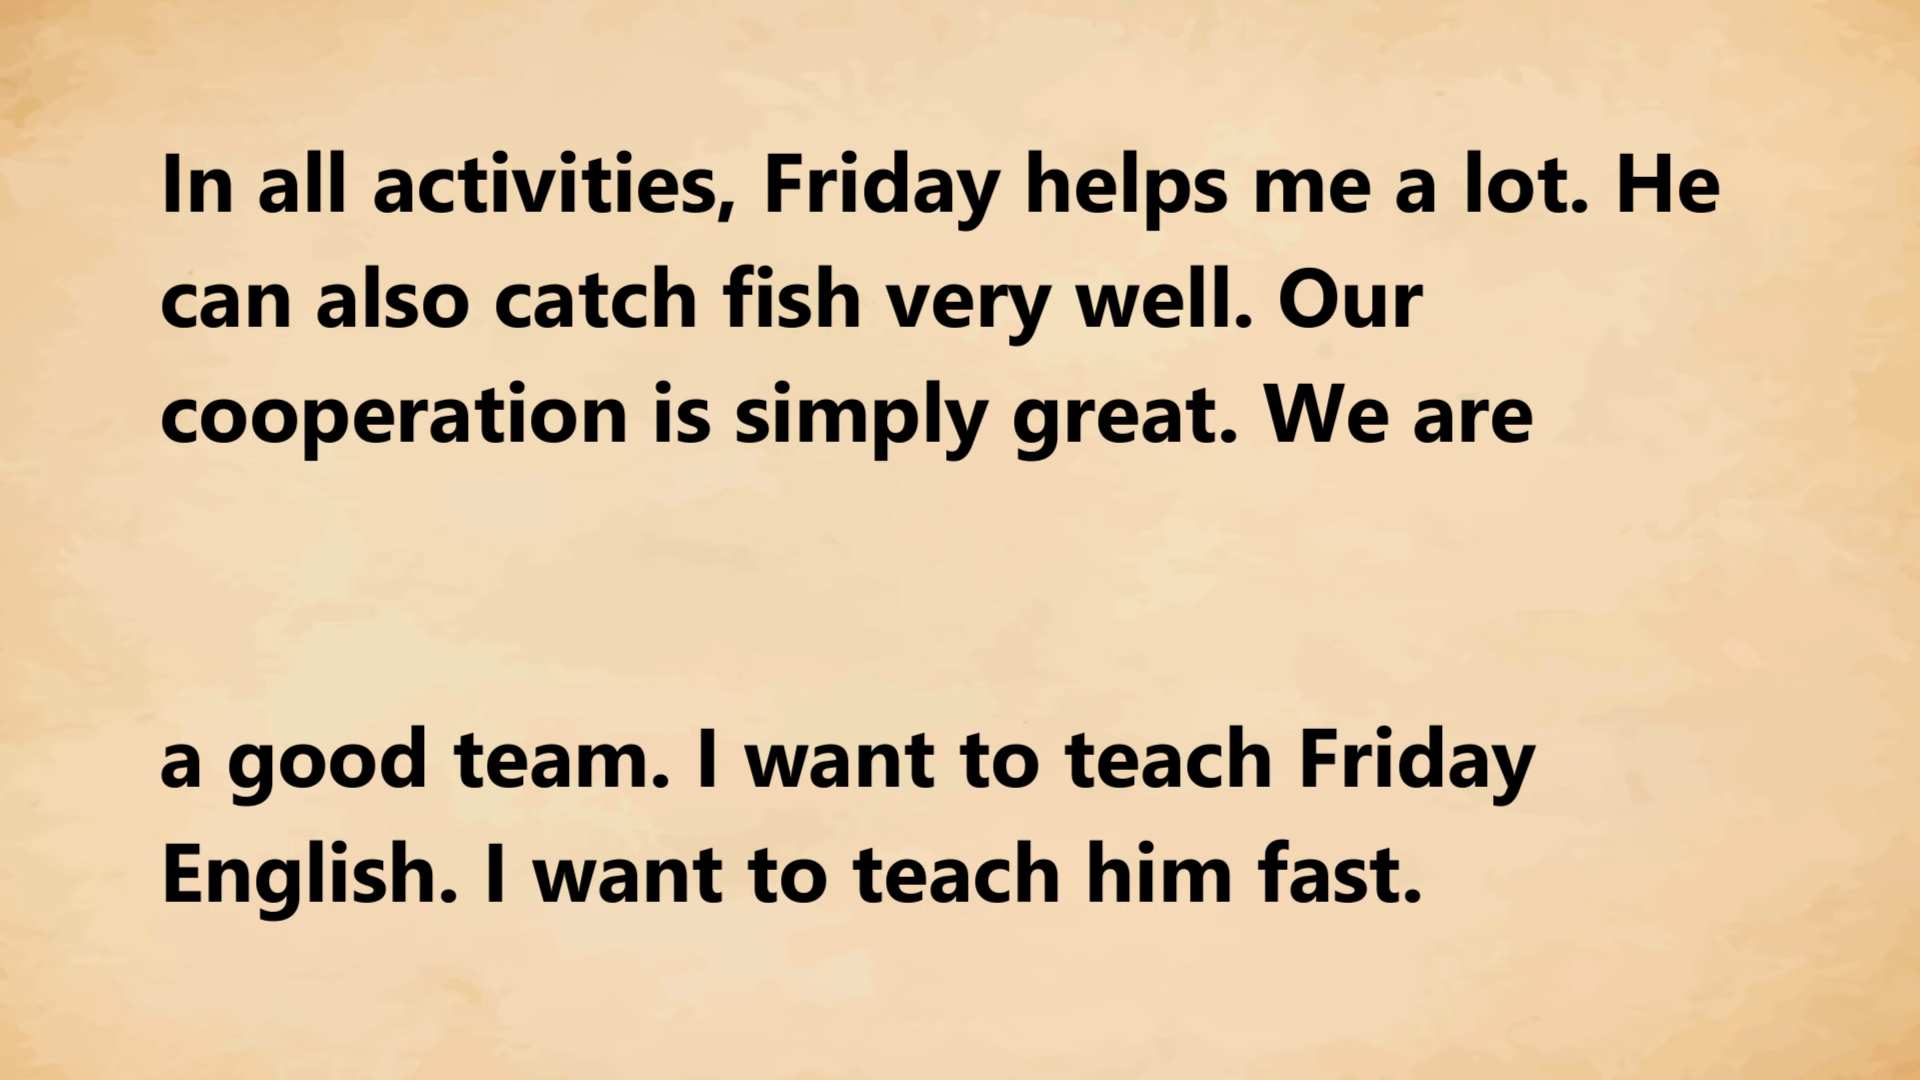 In all activities, Friday helps me a lot. He
can also catch fish very well. Our
cooperation is simply great. We are
a good team. I want to teach Friday
English. I want to teach him fast.